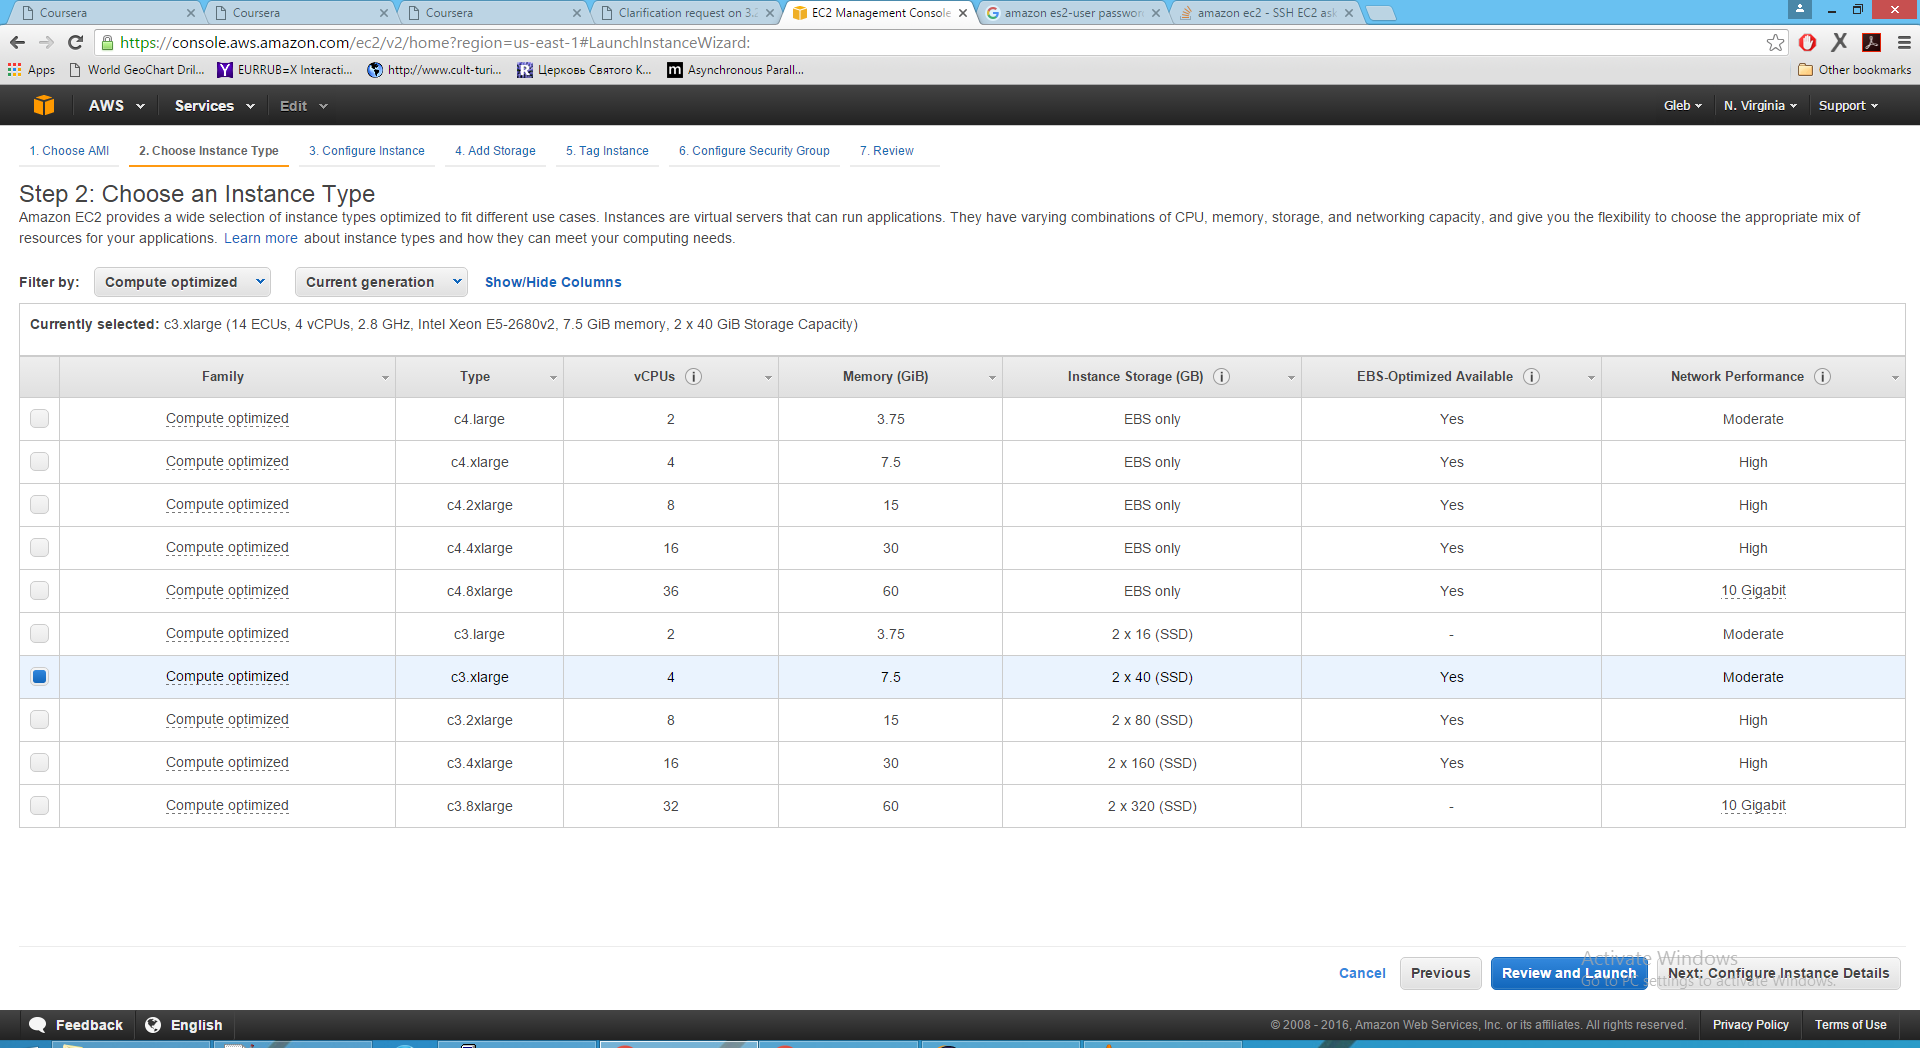 Coursera
Coursera
Coursera
Clarification request on 3.2
EC2 Management Console
amazon es2-user passwor
amazon ec2 - SSH EC2 ask
https://console.aws.amazon.com/ec2/v2/home?region=us-east-1#LaunchInstanceWizard:
Apps World GeoChart Dril... EURRUB=X Interacti... http://www.cult-turi... Церковь Святого К... Asynchronous Parall... Other bookmarks
AWS Services Edit Gleb N. Virginia Support
1. Choose AMI 2. Choose Instance Type 3. Configure Instance 4. Add Storage 5. Tag Instance 6. Configure Security Group 7. Review
Step 2: Choose an Instance Type
Amazon EC2 provides a wide selection of instance types optimized to fit different use cases. Instances are virtual servers that can run applications. They have varying combinations of CPU, memory, storage, and networking capacity, and give you the flexibility to choose the appropriate mix of
resources for your applications. Learn more about instance types and how they can meet your computing needs.
Filter by: Compute optimized Current generation Show/Hide Columns
Currently selected: c3.xlarge (14 ECUs, 4 vCPUs, 2.8 GHz, Intel Xeon E5-2680v2, 7.5 GiB memory, 2 x 40 GiB Storage Capacity)
Family Type vCPUs i Memory (GiB) Instance Storage (GB) i EBS-Optimized Available i Network Performance i
Compute optimized c4.large 2 3.75 EBS only Yes Moderate
Compute optimized c4.xlarge 4 7.5 EBS only Yes High
Compute optimized c4.2xlarge 8 15 EBS only Yes High
Compute optimized c4.4xlarge 16 30 EBS only Yes High
Compute optimized c4.8xlarge 36 60 EBS only Yes 10 Gigabit
Compute optimized c3.large 2 3.75 2 x 16 (SSD) - Moderate
Compute optimized c3.xlarge 4 7.5 2 x 40 (SSD) Yes Moderate
Compute optimized c3.2xlarge 8 15 2 x 80 (SSD) Yes High
Compute optimized c3.4xlarge 16 30 2 x 160 (SSD) Yes High
Compute optimized c3.8xlarge 32 60 2 x 320 (SSD) - 10 Gigabit
Activate Windows
Cancel Previous Review and Launch Next: Configure Instance Details
Go to PC settings to activate Windows.
Feedback English © 2008 - 2016, Amazon Web Services, Inc. or its affiliates. All rights reserved. Privacy Policy Terms of Use